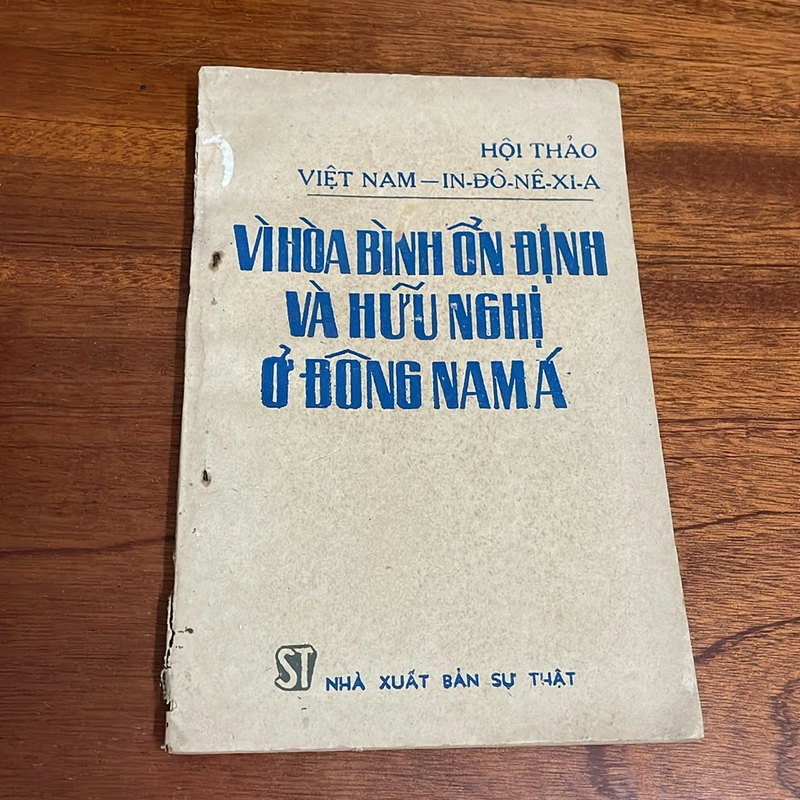 HỘI THẢO
VIỆT NAM — IN-ĐÔ-NÊ-XI-A
VÌ HÒA BÌNH ỔN ĐỊNH
VÀ HỮU NGHỊ
Ở ĐÔNG NAM Á
ST NHÀ XUẤT BẢN SỰ THẬT